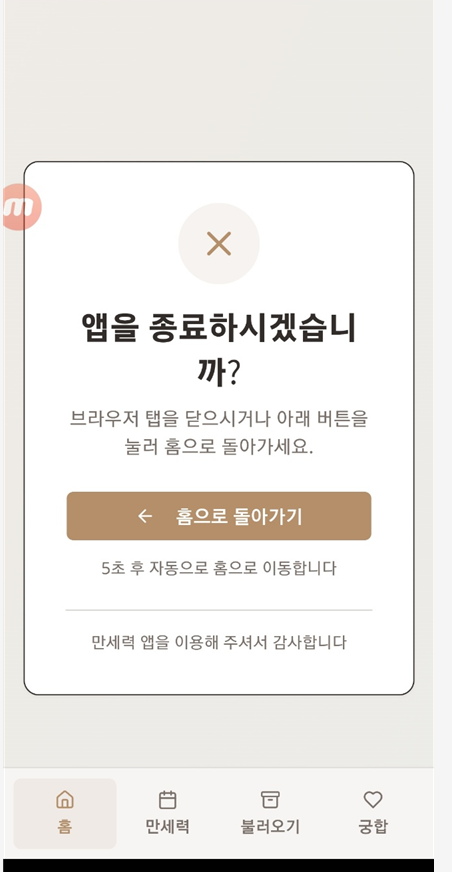 m
앱을 종료하시겠습니
까?
브라우저 탭을 닫으시거나 아래 버튼을
눌러 홈으로 돌아가세요.
홈으로 돌아가기
5초 후 자동으로 홈으로 이동합니다
만세력 앱을 이용해 주셔서 감사합니다
홈 만세력 불러오기 궁합